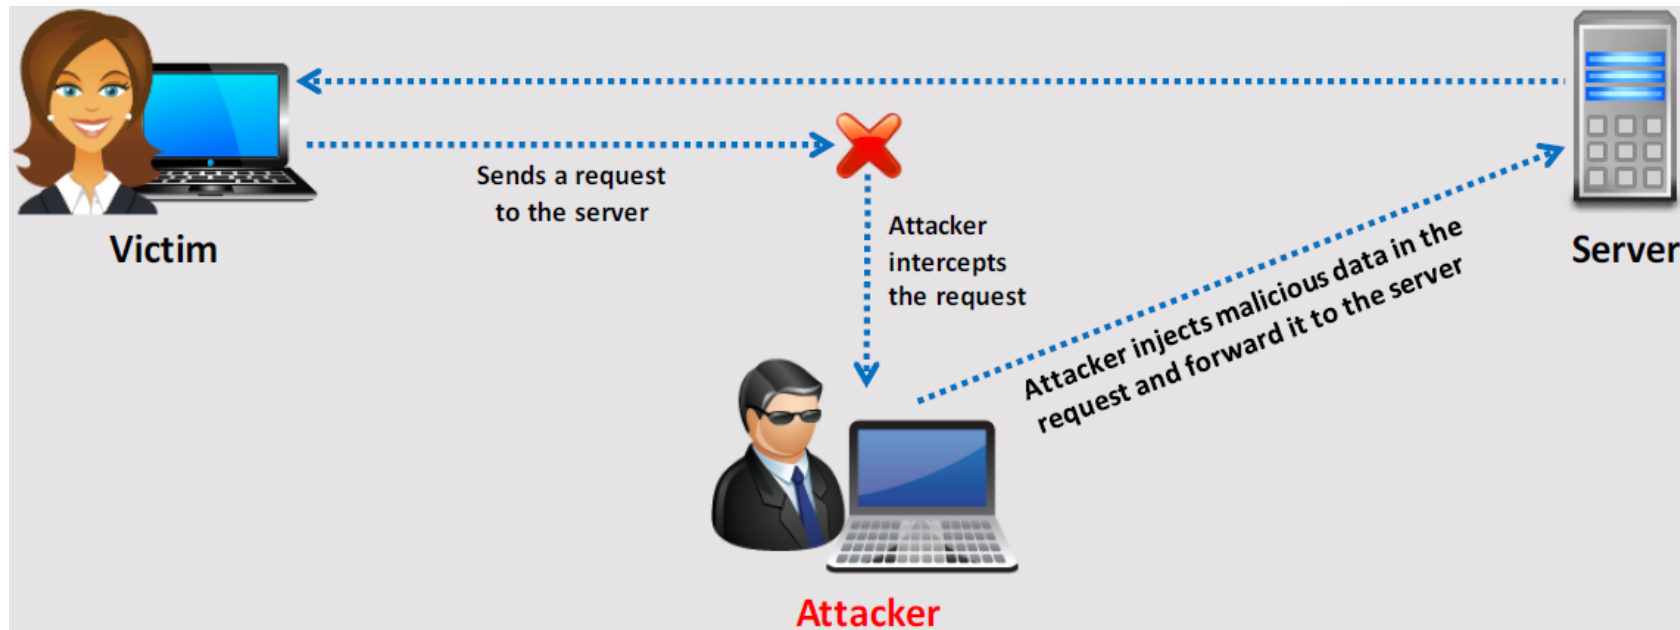 Sends a request
to the server
Victim
Attacker
intercepts
the request
Attacker injects malicious data in the
request and forward it to the server
Server
Attacker